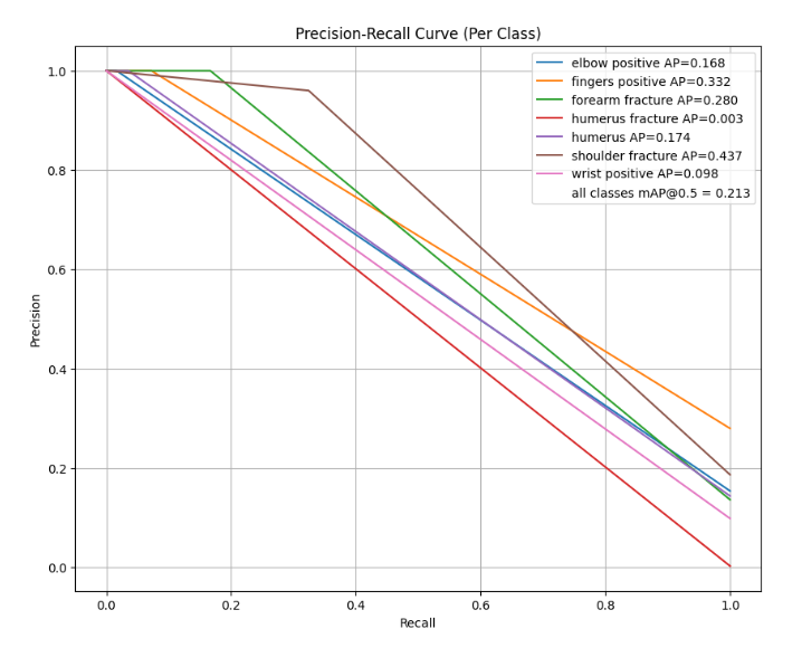 Precision-Recall Curve (Per Class)
elbow positive AP=0.168
fingers positive AP=0.332
forearm fracture AP=0.280
humerus fracture AP=0.003
humerus AP=0.174
shoulder fracture AP=0.437
wrist positive AP=0.098
all classes mAP@0.5 = 0.213
Precision
1.0
0.8
0.6
0.4
0.2
0.0
0.0 0.2 0.4 0.6 0.8 1.0
Recall